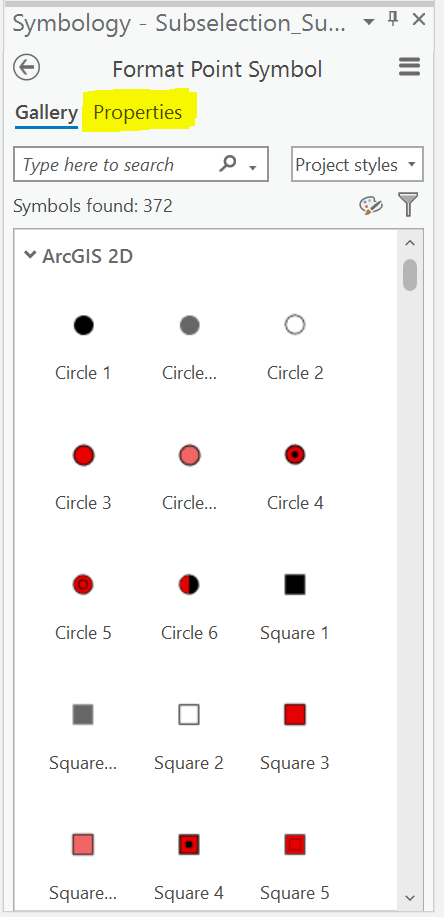 Symbology - Subselection_Su...
Format Point Symbol
Gallery Properties
Type here to search Project styles
Symbols found: 372
ArcGIS 2D
Circle 1 Circle... Circle 2
Circle 3 Circle... Circle 4
Circle 5 Circle 6 Square 1
Square... Square 2 Square 3
Square... Square 4 Square 5